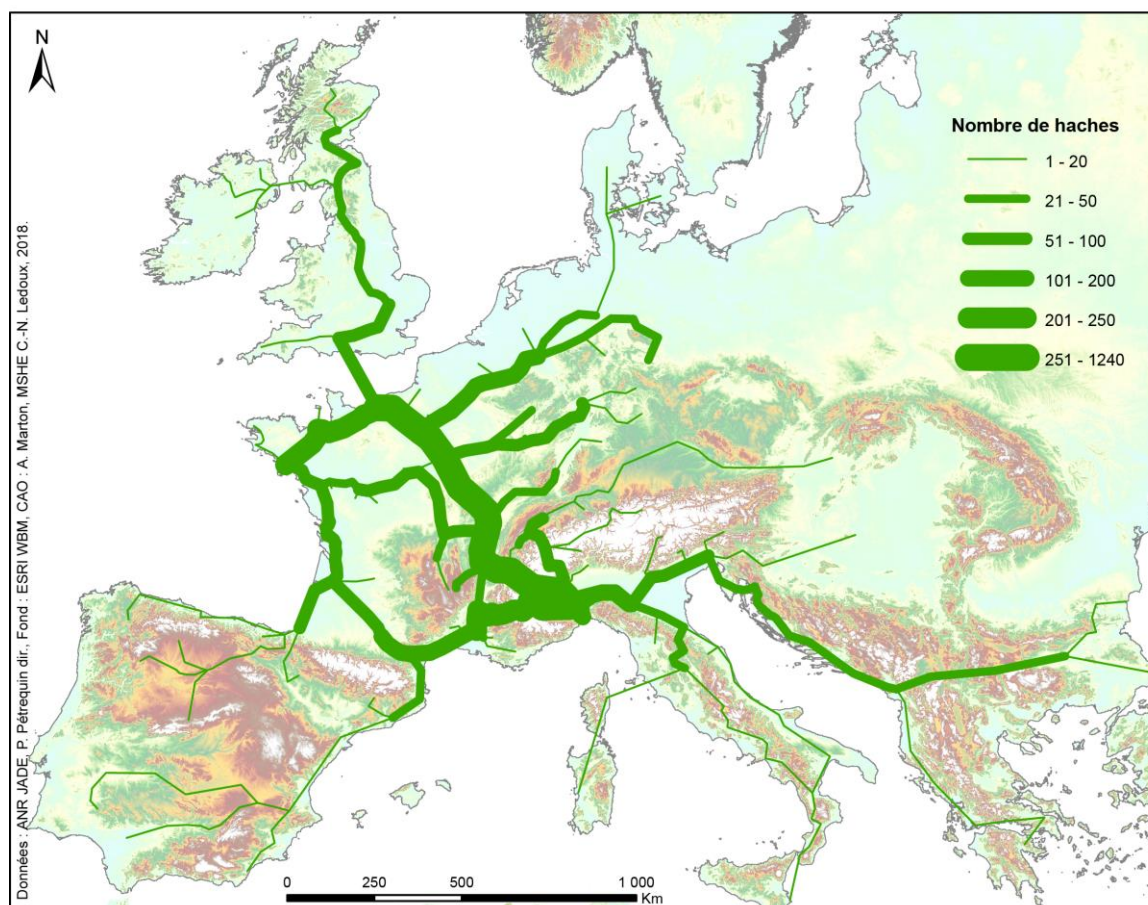 N
Nombre de haches
1 - 20
21 - 50
51 - 100
101 - 200
201 - 250
251 - 1240
Données : ANR JADE, P. Pétrequin dir., Fond : ESRI WBM, CAO : A. Marton, MSHE C.-N. Ledoux, 2018.
0 250 500 1 000
Km